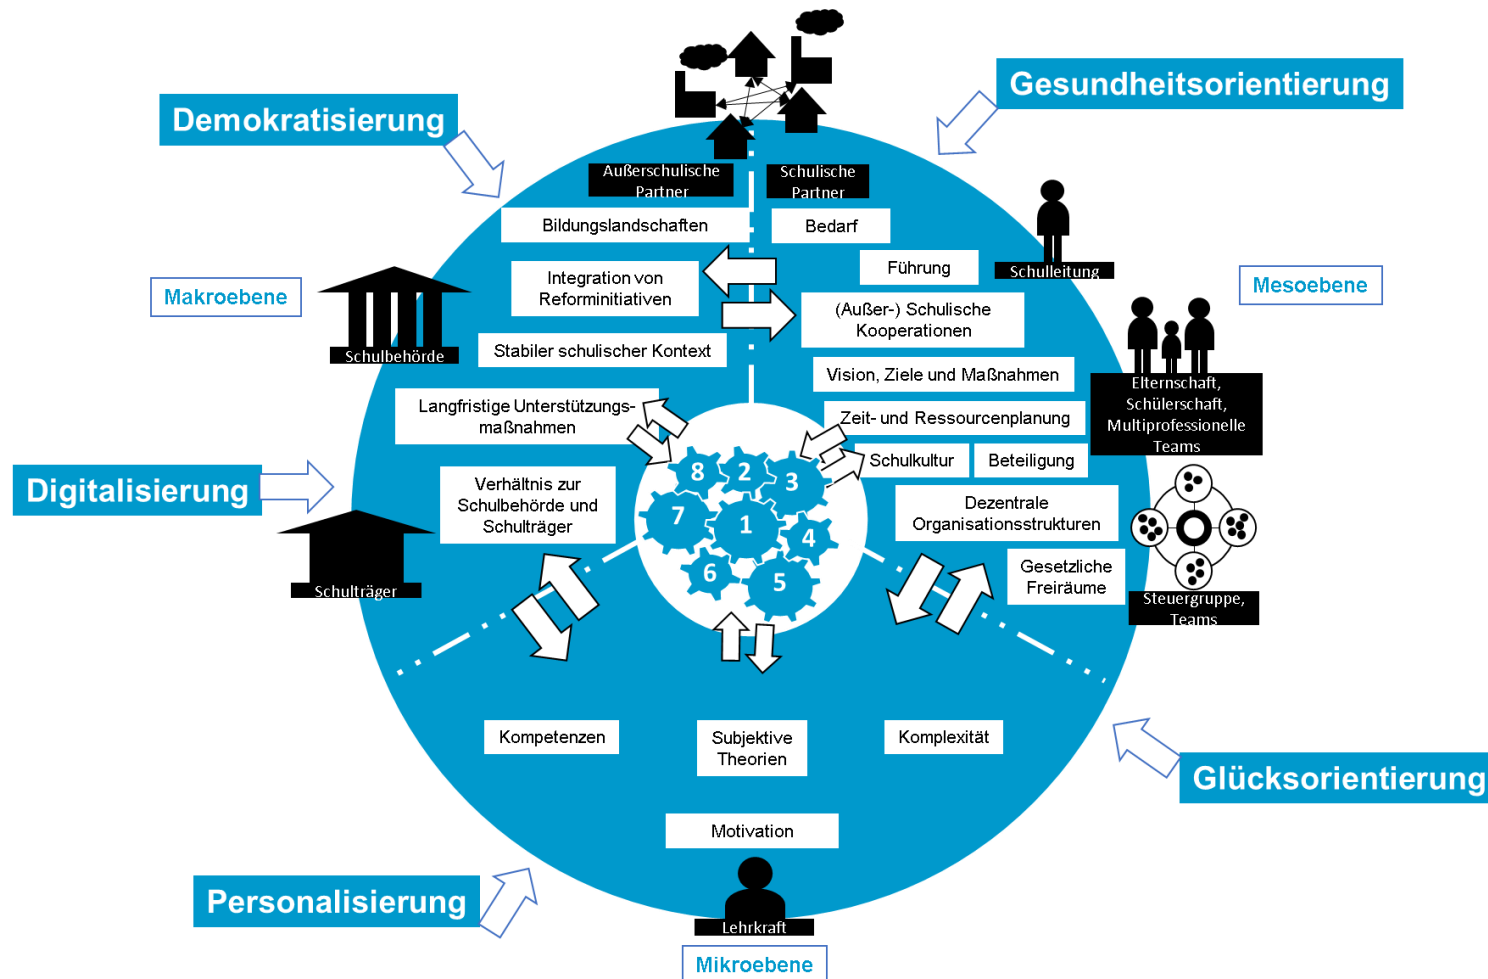 Gesundheitsorientierung
Demokratisierung
Außerschulische
Partner
Schulische
Partner
Bildungslandschaften
Bedarf
Führung
Schulleitung
Integration von
Reforminitiativen
Makroebene
Mesoebene
Schulbehörde
(Außer-) Schulische
Kooperationen
Stabiler schulischer Kontext
Vision, Ziele und Maßnahmen
Elternschaft,
Schülerschaft,
Multiprofessionelle
Teams
Langfristige Unterstützungs-
maßnahmen
Zeit- und Ressourcenplanung
Schulkultur
Beteiligung
Digitalisierung
Verhältnis zur
Schulbehörde und
Schulträger
8
2
3
7
1
4
6
5
Dezentrale
Organisationsstrukturen
Gesetzliche
Freiräume
Schulträger
Steuergruppe,
Teams
Kompetenzen
Subjektive
Theorien
Komplexität
Glücksorientierung
Motivation
Personalisierung
Lehrkraft
Mikroebene